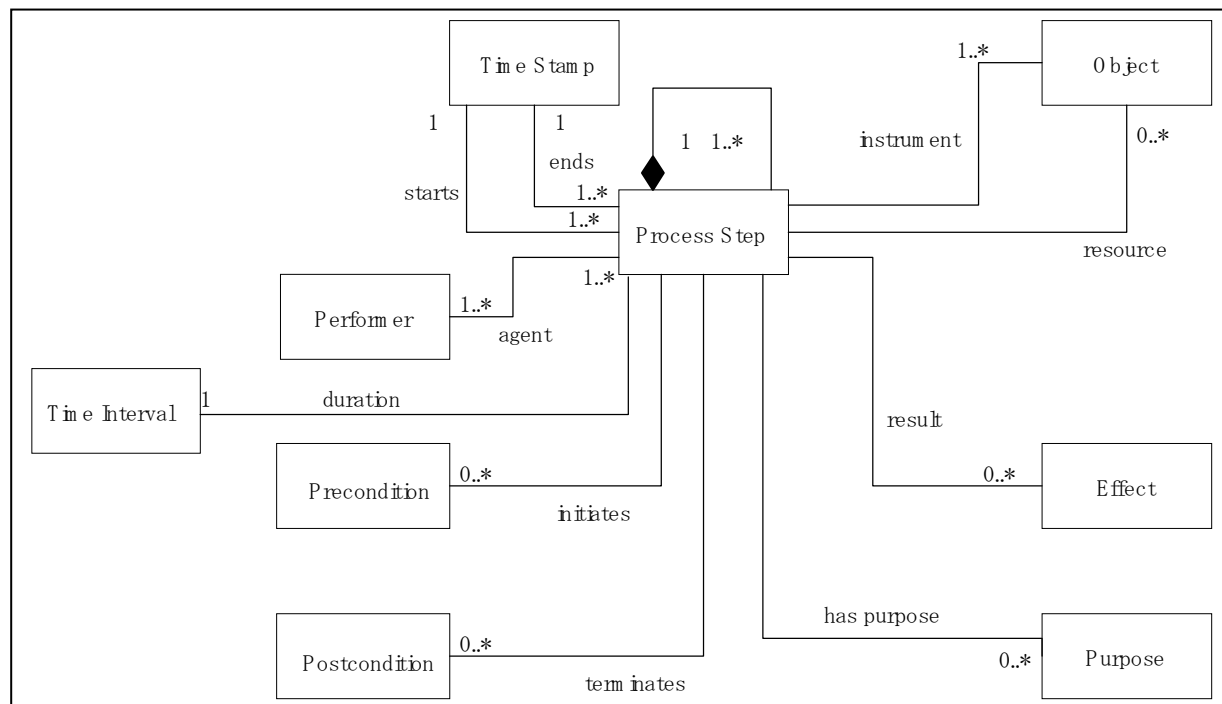 Time Stamp
1..*
Object
1
1
1 1..*
instrument
0..*
ends
starts
1..*
1..*
Process Step
resource
1..*
Performer
1..*
agent
Time Interval
1
duration
result
Precondition
0..*
initiates
0..*
Effect
has purpose
Postcondition
0..*
terminates
0..*
Purpose